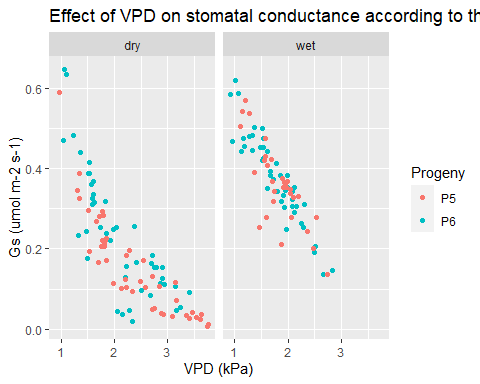 Effect of VPD on stomatal conductance according to th
dry
wet
Gs (umol m-2 s-1)
0.6
0.4
0.2
0.0
1
2
3
1
2
3
VPD (kPa)
Progeny
P5
P6